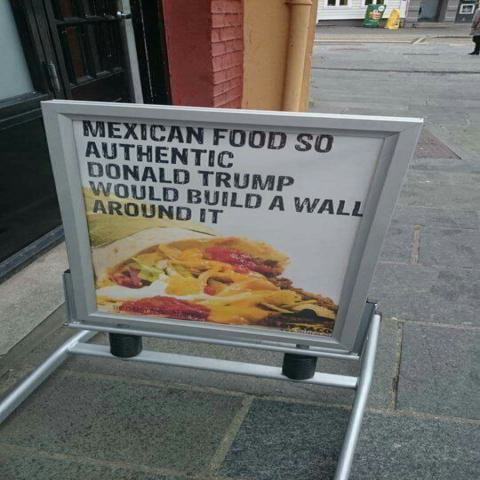 MEXICAN FOOD SO
AUTHENTIC
DONALD TRUMP
WOULD BUILD A WALL
AROUND IT